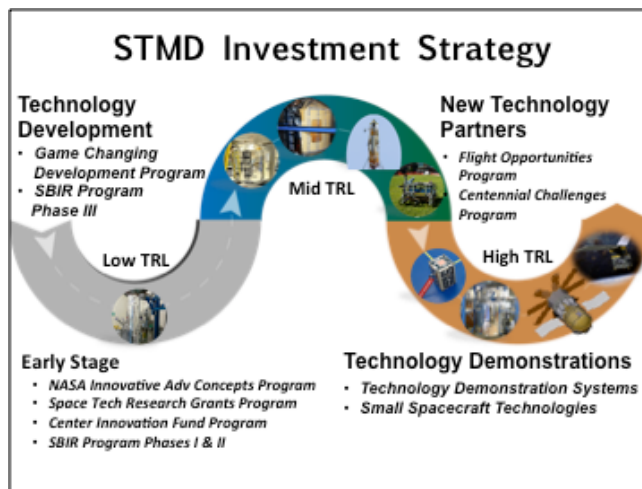 STMD Investment Strategy
Technology
Development
• Game Changing
Development Program
• SBIR Program
Phase III
New Technology
Partners
• Flight Opportunities
Program
• Centennial Challenges
Program
Mid TRL
Low TRL
High TRL
Early Stage
• NASA Innovative Adv Concepts Program
• Space Tech Research Grants Program
• Center Innovation Fund Program
• SBIR Program Phases I & II
Technology Demonstrations
• Technology Demonstration Systems
• Small Spacecraft Technologies